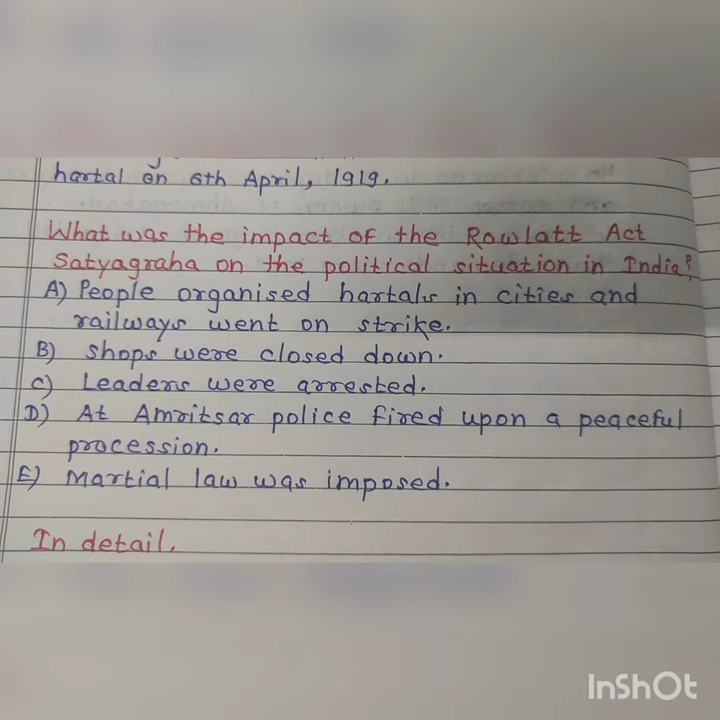 hartal on 6th April, 1919.
What was the impact of the Rowlatt Act
Satyagraha on the political situation in India?
A) People organised hartals in cities and
railways went on strike.
B) Shops were closed down.
C) Leaders were arrested.
D) At Amritsar police fired upon a peaceful
procession.
E) Martial law was imposed.
In detail.
InShOt